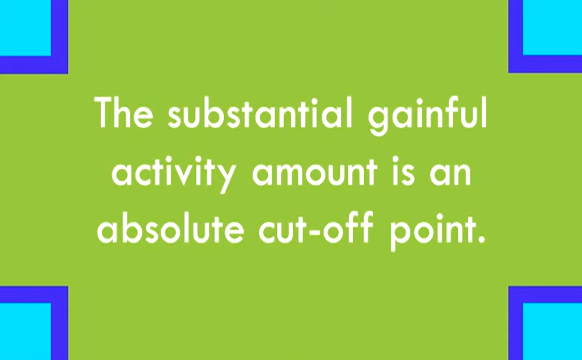 The substantial gainful
activity amount is an
absolute cut-off point.